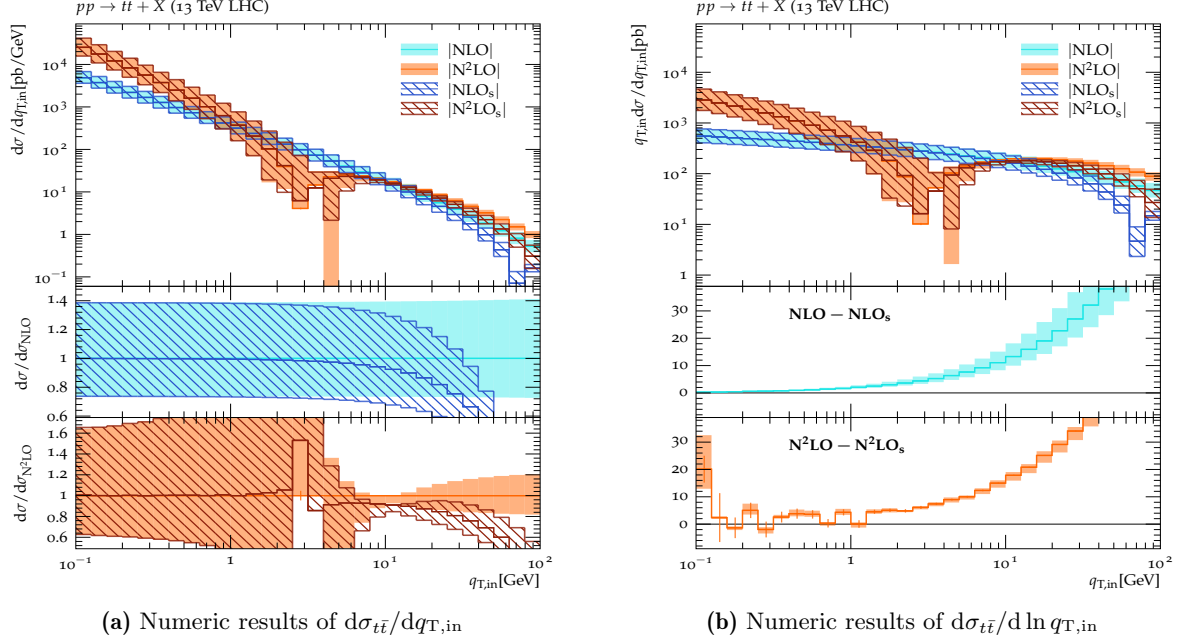 pp → tt + X (13 TeV LHC)
dσ/dq_T,in[pb/GeV]
10⁴
10³
10²
10¹
1
10⁻¹
|NLO|
|N²LO|
|NLOₛ|
|N²LOₛ|
dσ/dσ_NLO
1.4
1.2
1
0.8
0.6
dσ/dσ_N²LO
1.6
1.4
1.2
1
0.8
0.6
10⁻¹ 1 10¹ 10²
q_T,in[GeV]
(a) Numeric results of dσ_tt̄/dq_T,in
pp → tt + X (13 TeV LHC)
q_T,in dσ/dq_T,in[pb]
10⁴
10³
10²
10¹
1
|NLO|
|N²LO|
|NLOₛ|
|N²LOₛ|
30
20
10
0
NLO − NLOₛ
30
20
10
0
N²LO − N²LOₛ
10⁻¹ 1 10¹ 10²
q_T,in[GeV]
(b) Numeric results of dσ_tt̄/d ln q_T,in